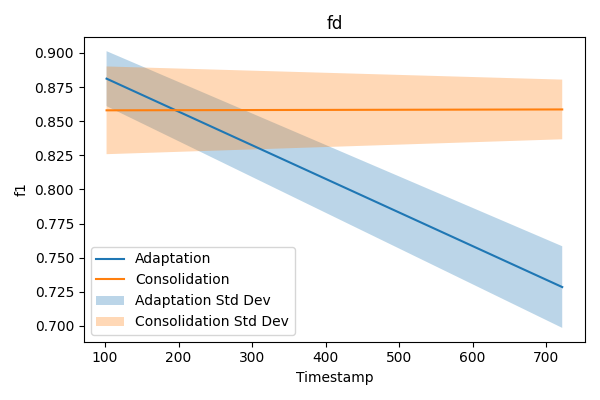 fd
0.900
0.875
0.850
0.825
0.800
0.775
0.750
0.725
0.700
f1
Adaptation
Consolidation
Adaptation Std Dev
Consolidation Std Dev
100 200 300 400 500 600 700
Timestamp